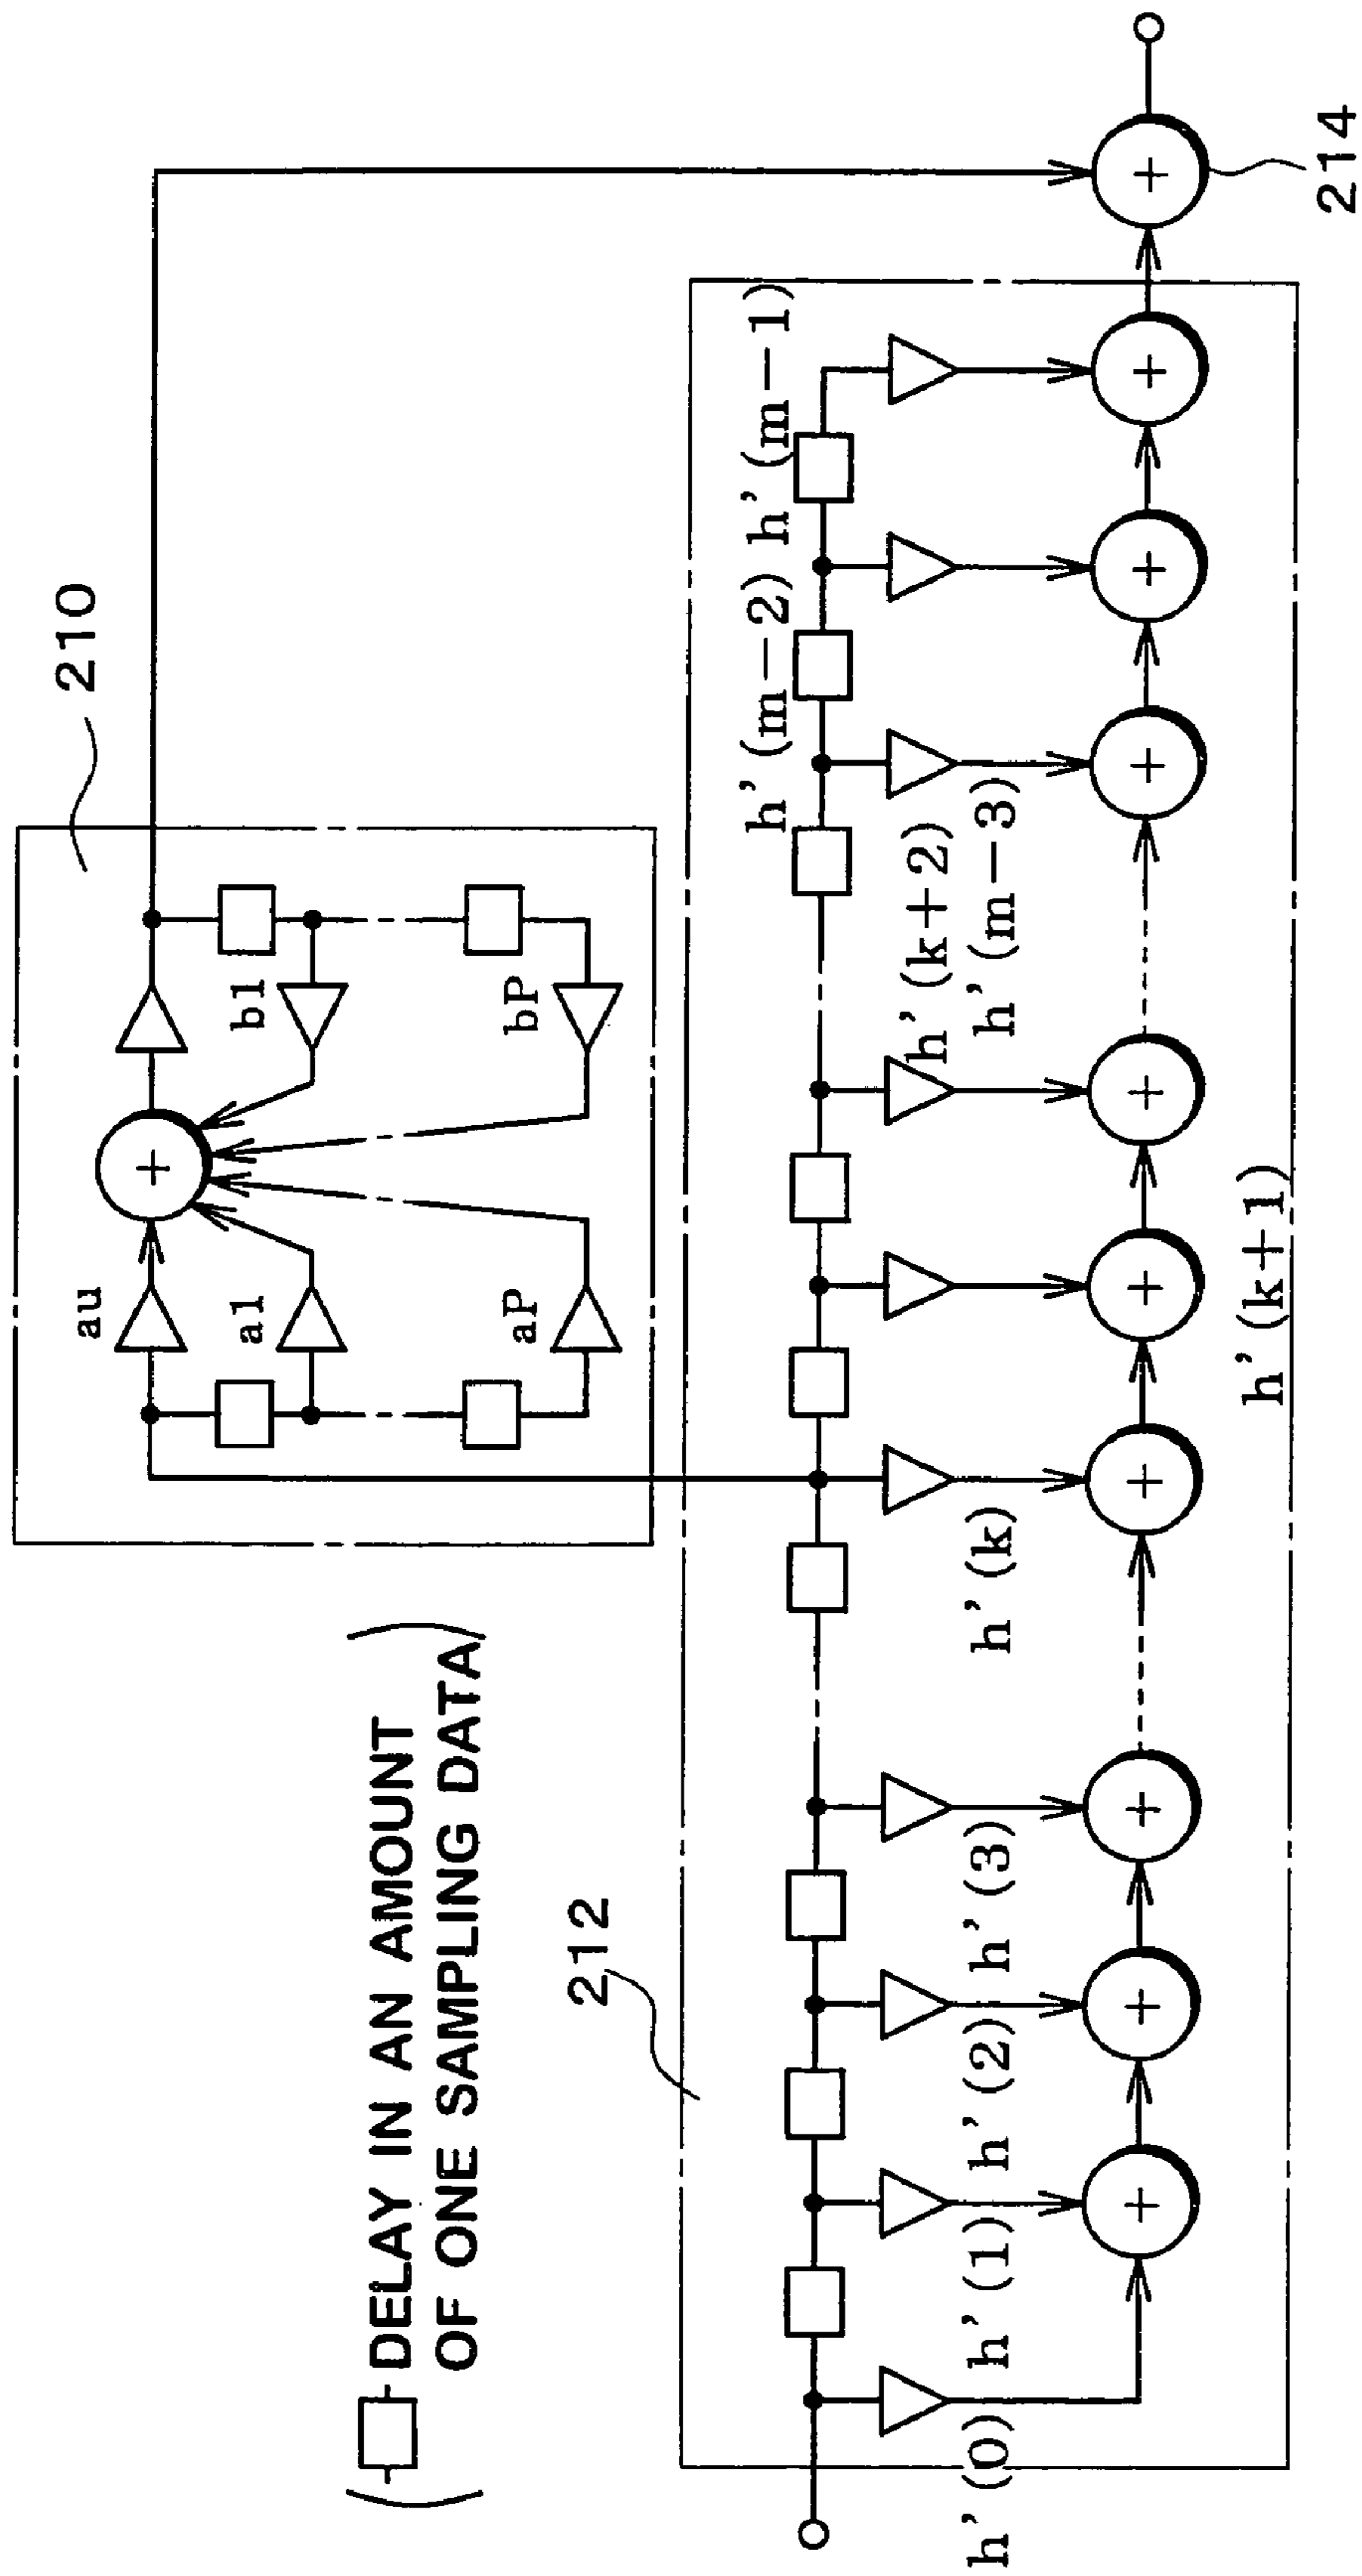 210
au
a1
aP
b1
bP
DELAY IN AN AMOUNT
OF ONE SAMPLING DATA
212
h' (m−2)
h' (m−1)
h' (0)
h' (1)
h' (2)
h' (3)
h' (k)
h' (k+1)
h' (k+2)
h' (m−3)
214
+
+
+
+
+
+
+
+
+
+
+